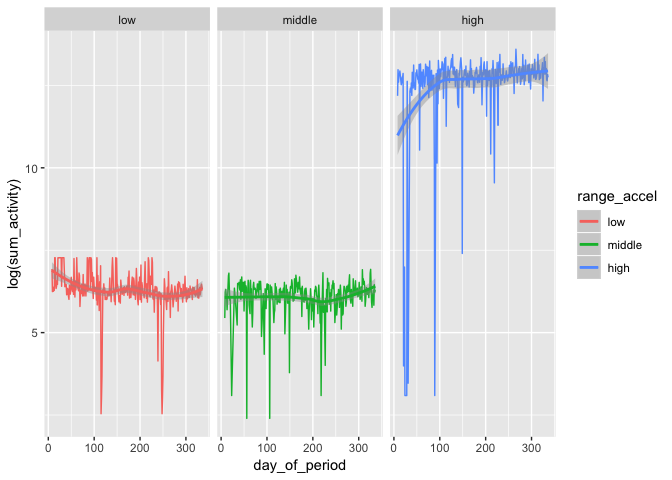 low
middle
high
log(sum_activity)
10
5
0
100
200
300
0
100
200
300
0
100
200
300
day_of_period
range_accel
low
middle
high